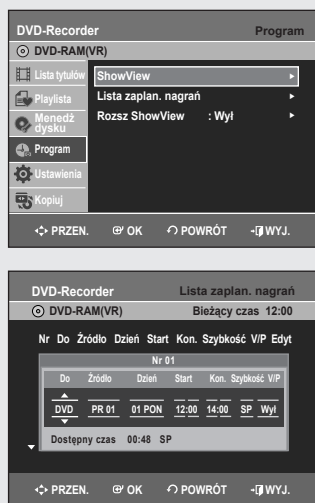 DVD-Recorder Program
DVD-RAM(VR)
Lista tytułów ShowView
Playlista Lista zaplan. nagrań
Menedż dysku Rozsz ShowView : Wył
Program
Ustawienia
Kopiuj
PRZEN. OK POWRÓT WYJ.
DVD-Recorder Lista zaplan. nagrań
DVD-RAM(VR) Bieżący czas 12:00
Nr Do Źródło Dzień Start Kon. Szybkość V/P Edyt
Nr 01
Do Źródło Dzień Start Kon. Szybkość V/P
DVD PR 01 01 PON 12:00 14:00 SP Wył
Dostępny czas 00:48 SP
PRZEN. OK POWRÓT WYJ.